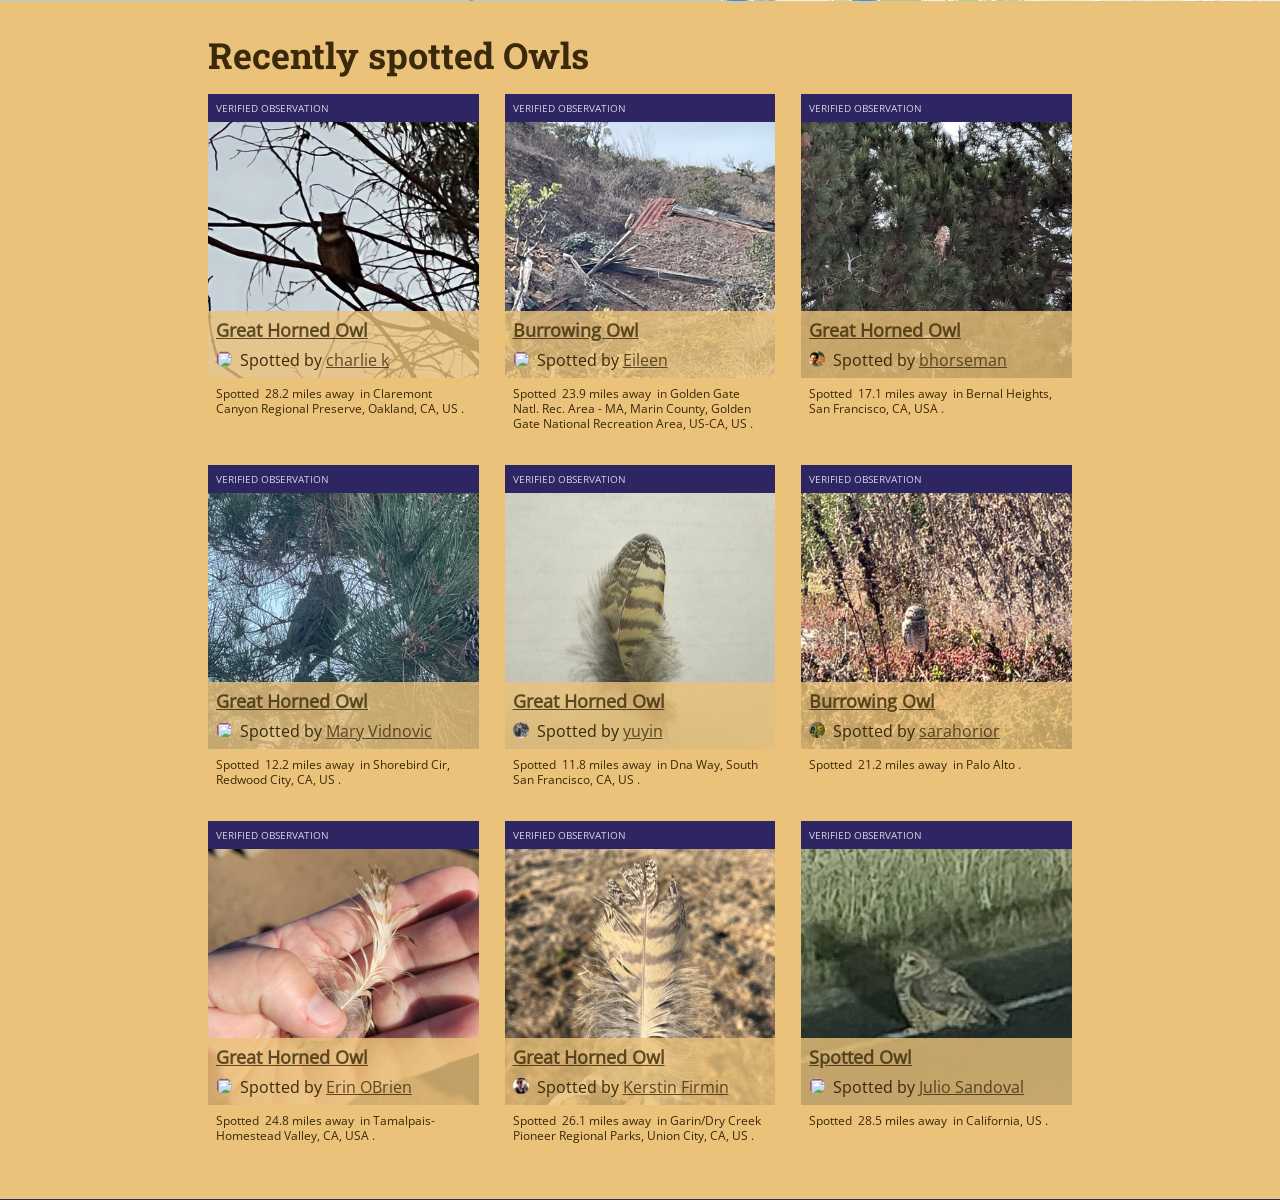 Recently spotted Owls
VERIFIED OBSERVATION
Great Horned Owl
Spotted by charlie k
Spotted 28.2 miles away in Claremont
Canyon Regional Preserve, Oakland, CA, US .
VERIFIED OBSERVATION
Burrowing Owl
Spotted by Eileen
Spotted 23.9 miles away in Golden Gate
Natl. Rec. Area - MA, Marin County, Golden
Gate National Recreation Area, US-CA, US .
VERIFIED OBSERVATION
Great Horned Owl
Spotted by bhorseman
Spotted 17.1 miles away in Bernal Heights,
San Francisco, CA, USA .
VERIFIED OBSERVATION
Great Horned Owl
Spotted by Mary Vidnovic
Spotted 12.2 miles away in Shorebird Cir,
Redwood City, CA, US .
VERIFIED OBSERVATION
Great Horned Owl
Spotted by yuyin
Spotted 11.8 miles away in Dna Way, South
San Francisco, CA, US .
VERIFIED OBSERVATION
Burrowing Owl
Spotted by sarahorior
Spotted 21.2 miles away in Palo Alto .
VERIFIED OBSERVATION
Great Horned Owl
Spotted by Erin OBrien
Spotted 24.8 miles away in Tamalpais-
Homestead Valley, CA, USA .
VERIFIED OBSERVATION
Great Horned Owl
Spotted by Kerstin Firmin
Spotted 26.1 miles away in Garin/Dry Creek
Pioneer Regional Parks, Union City, CA, US .
VERIFIED OBSERVATION
Spotted Owl
Spotted by Julio Sandoval
Spotted 28.5 miles away in California, US .